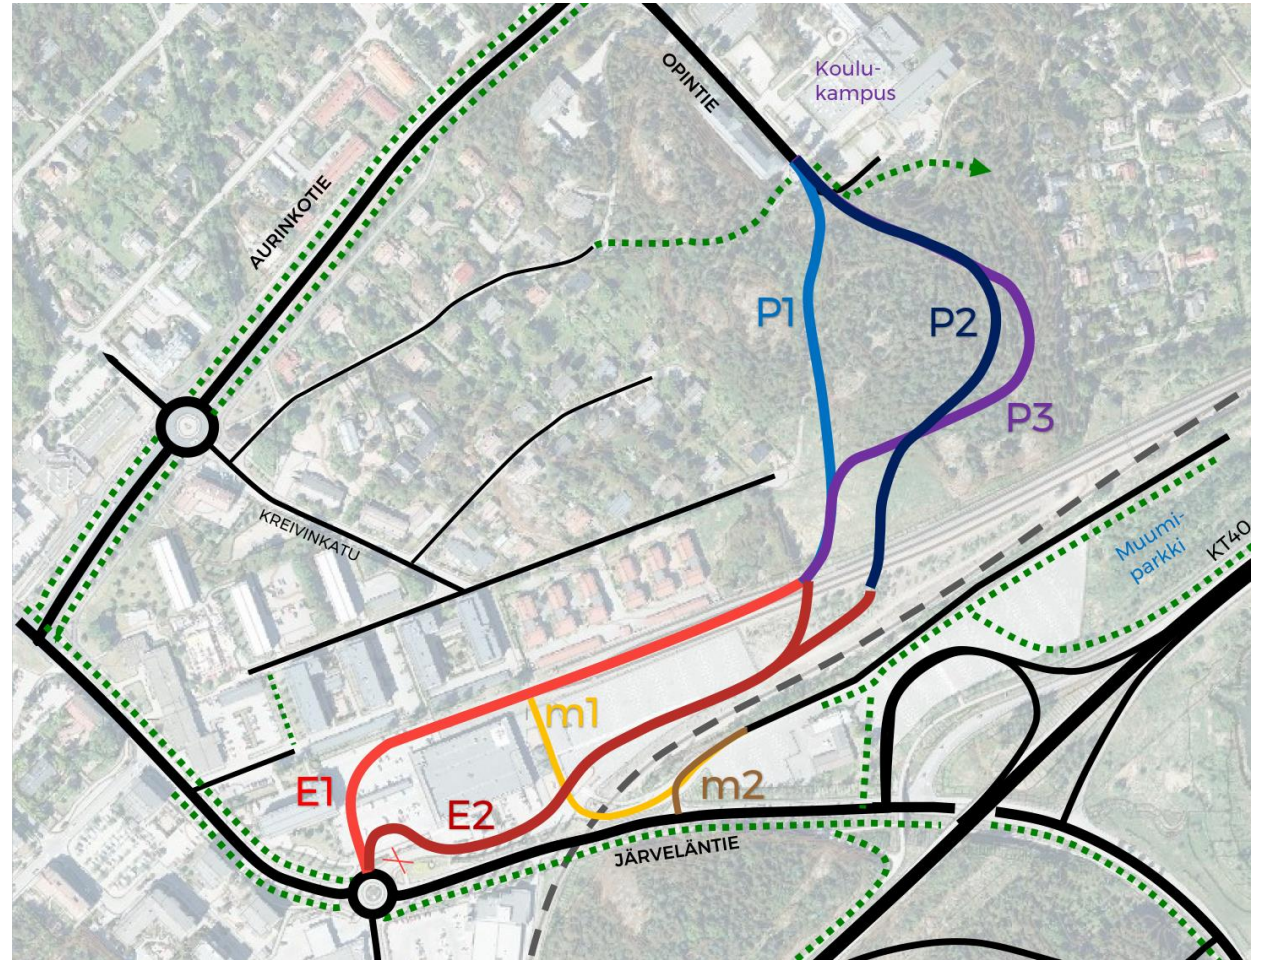 OPINTIE
Koulu-
kampus
AURINKOTIE
P1
P2
P3
KREIVINKATU
Muumi-
parkki
KT40
m1
E1
E2
m2
JÄRVELÄNTIE